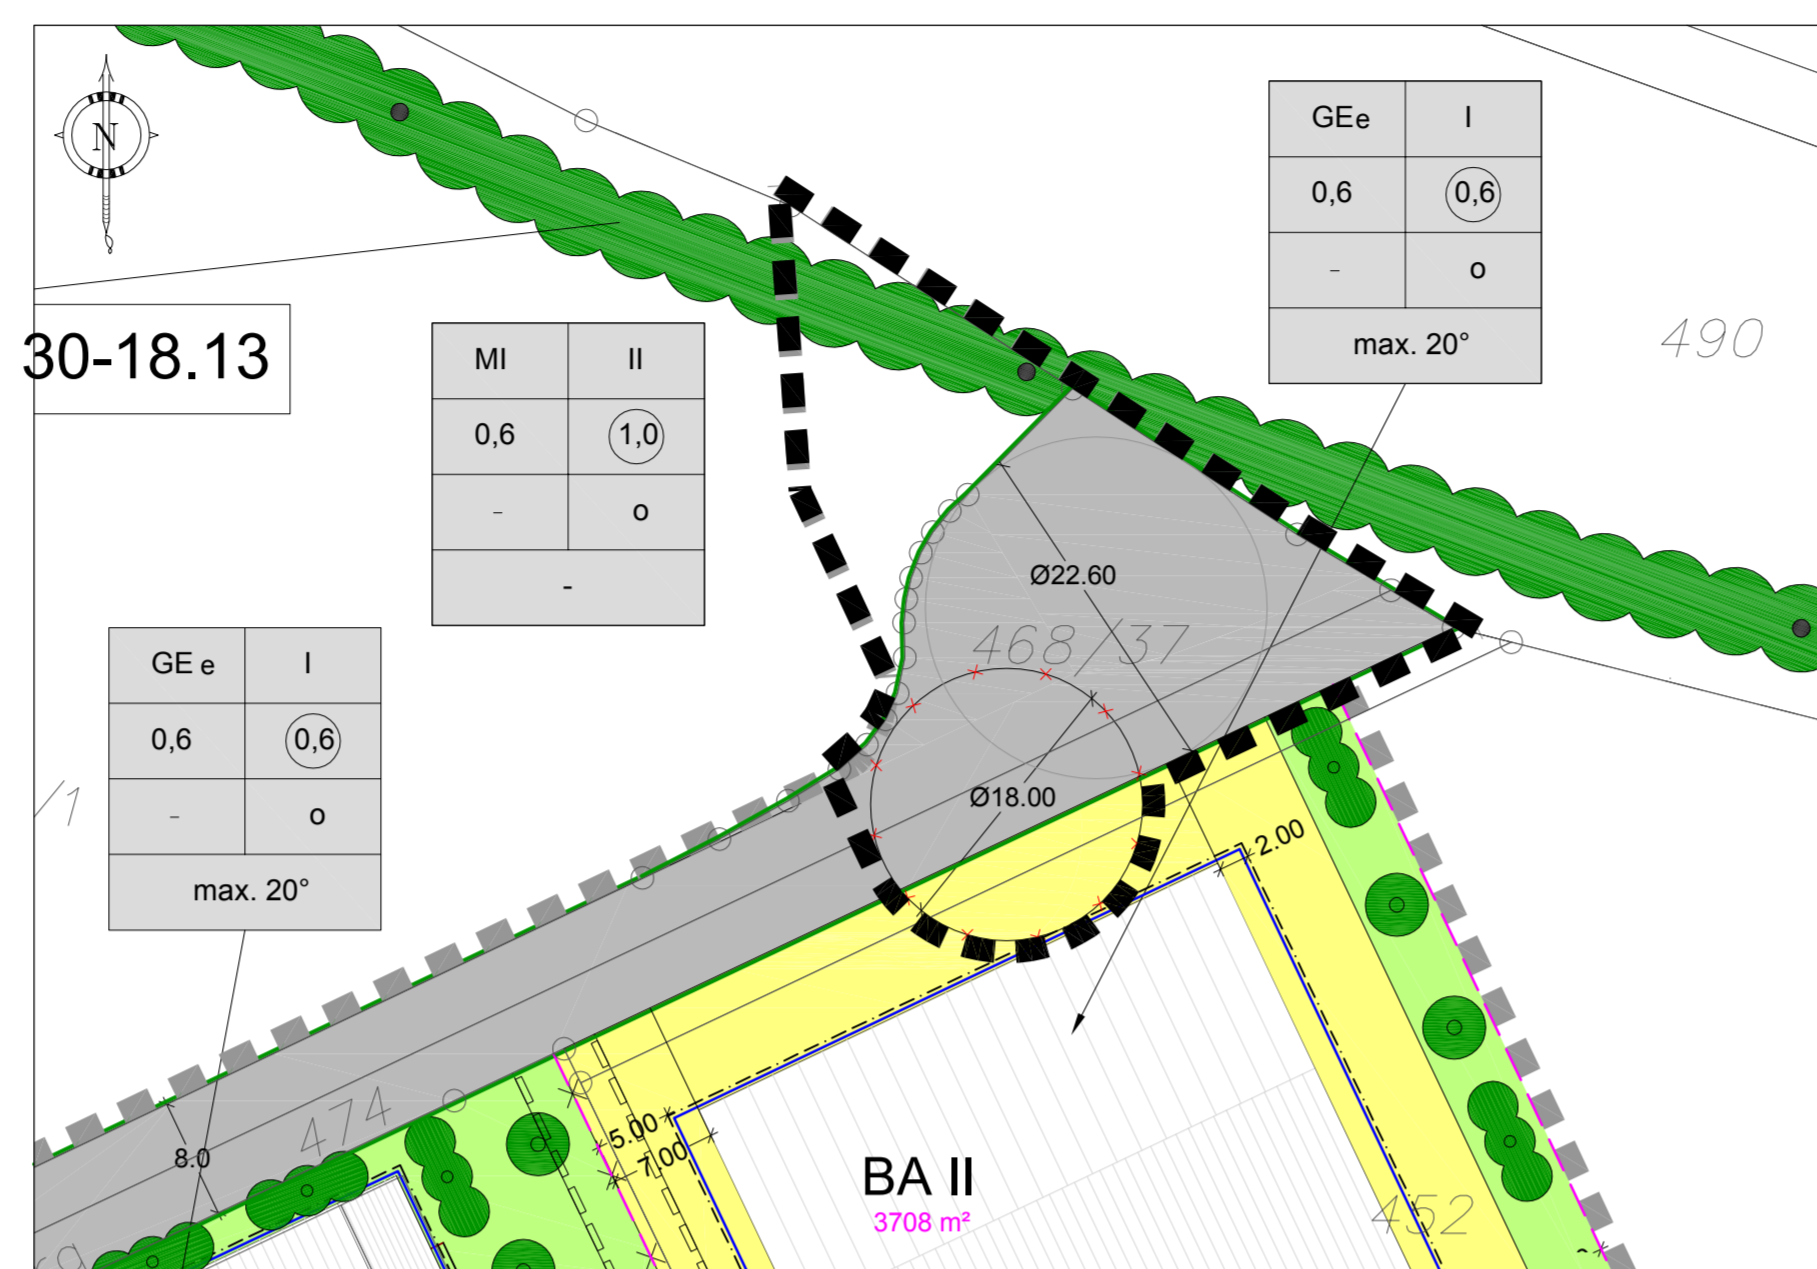 N
GEe I
0,6 0,6
- o
max. 20°
490
30-18.13
MI II
0,6 1,0
- o
-
Ø22.60
468/37
GE e I
0,6 0,6
- o
max. 20°
/1
Ø18.00
2.00
474
8.0
5.00
7.00
BA II
3708 m²
452